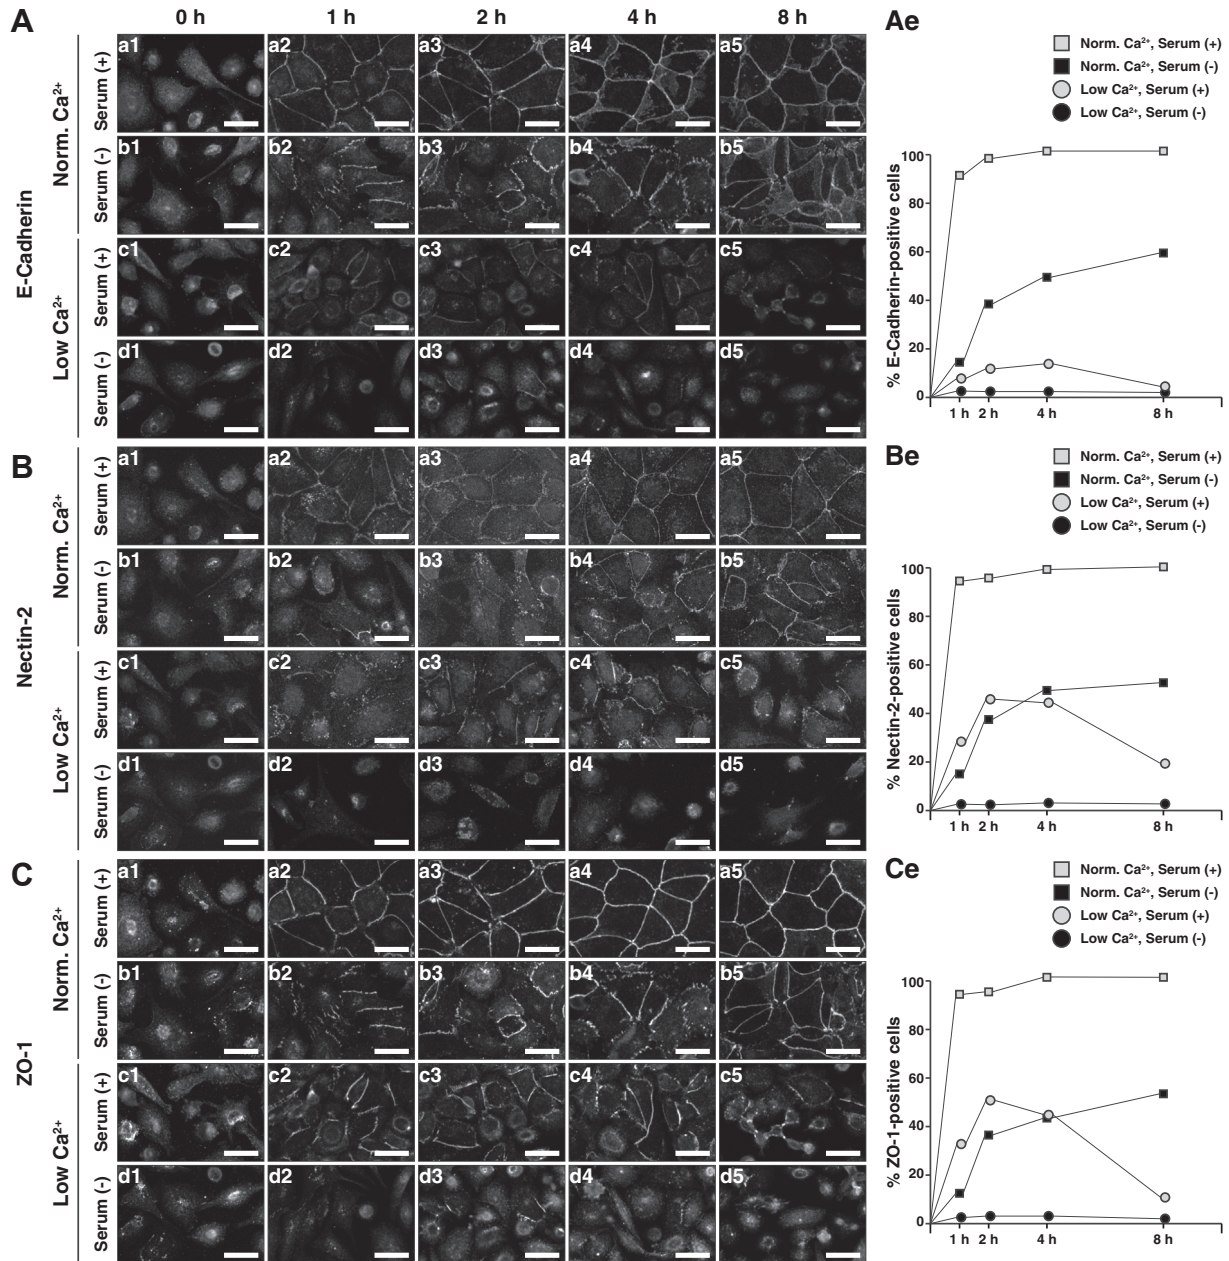 A
0 h 1 h 2 h 4 h 8 h
E-Cadherin
Norm. Ca²⁺
Serum (+)
a1 a2 a3 a4 a5
Serum (-)
b1 b2 b3 b4 b5
Low Ca²⁺
Serum (+)
c1 c2 c3 c4 c5
Serum (-)
d1 d2 d3 d4 d5
Ae
Norm. Ca²⁺, Serum (+)
Norm. Ca²⁺, Serum (-)
Low Ca²⁺, Serum (+)
Low Ca²⁺, Serum (-)
% E-Cadherin-positive cells
100
80
60
40
20
0
1 h 2 h 4 h 8 h
B
Nectin-2
Norm. Ca²⁺
Serum (+)
a1 a2 a3 a4 a5
Serum (-)
b1 b2 b3 b4 b5
Low Ca²⁺
Serum (+)
c1 c2 c3 c4 c5
Serum (-)
d1 d2 d3 d4 d5
Be
Norm. Ca²⁺, Serum (+)
Norm. Ca²⁺, Serum (-)
Low Ca²⁺, Serum (+)
Low Ca²⁺, Serum (-)
% Nectin-2-positive cells
100
80
60
40
20
0
1 h 2 h 4 h 8 h
C
ZO-1
Norm. Ca²⁺
Serum (+)
a1 a2 a3 a4 a5
Serum (-)
b1 b2 b3 b4 b5
Low Ca²⁺
Serum (+)
c1 c2 c3 c4 c5
Serum (-)
d1 d2 d3 d4 d5
Ce
Norm. Ca²⁺, Serum (+)
Norm. Ca²⁺, Serum (-)
Low Ca²⁺, Serum (+)
Low Ca²⁺, Serum (-)
% ZO-1-positive cells
100
80
60
40
20
0
1 h 2 h 4 h 8 h